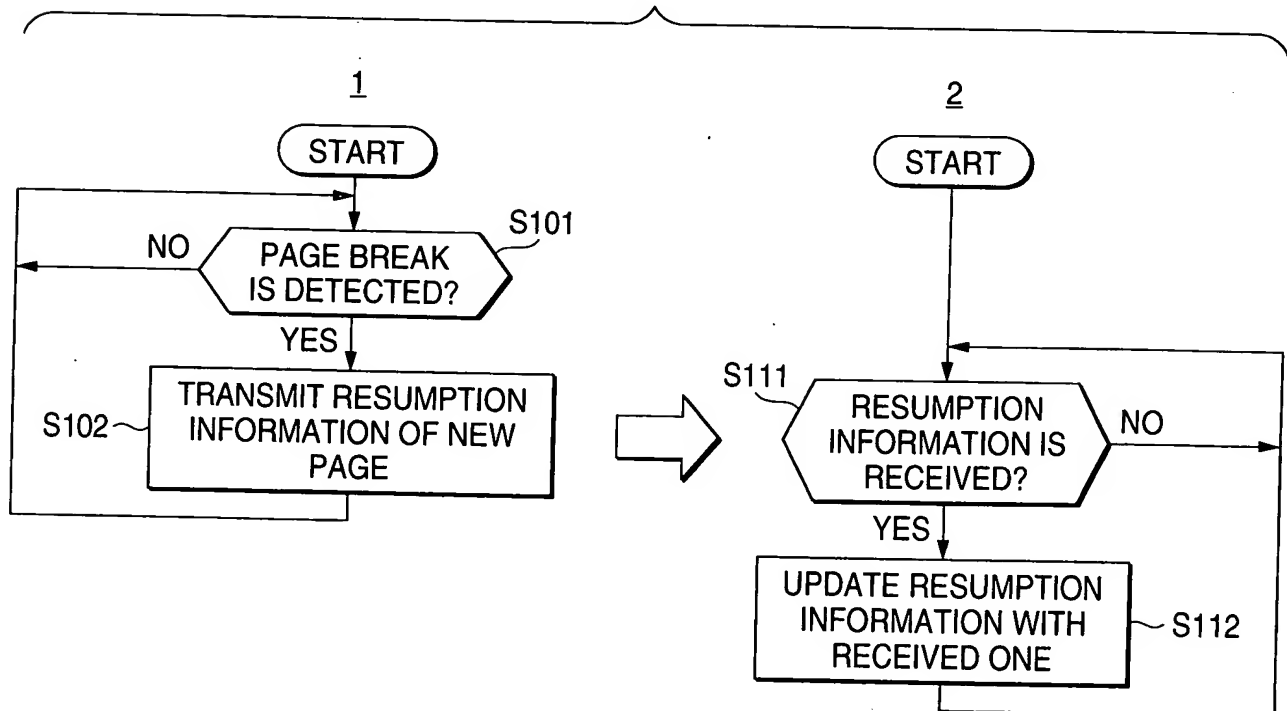 1
START
NO
S101
PAGE BREAK
IS DETECTED?
YES
S102
TRANSMIT RESUMPTION
INFORMATION OF NEW
PAGE
2
START
S111
RESUMPTION
INFORMATION IS
RECEIVED?
NO
YES
UPDATE RESUMPTION
INFORMATION WITH
RECEIVED ONE
S112